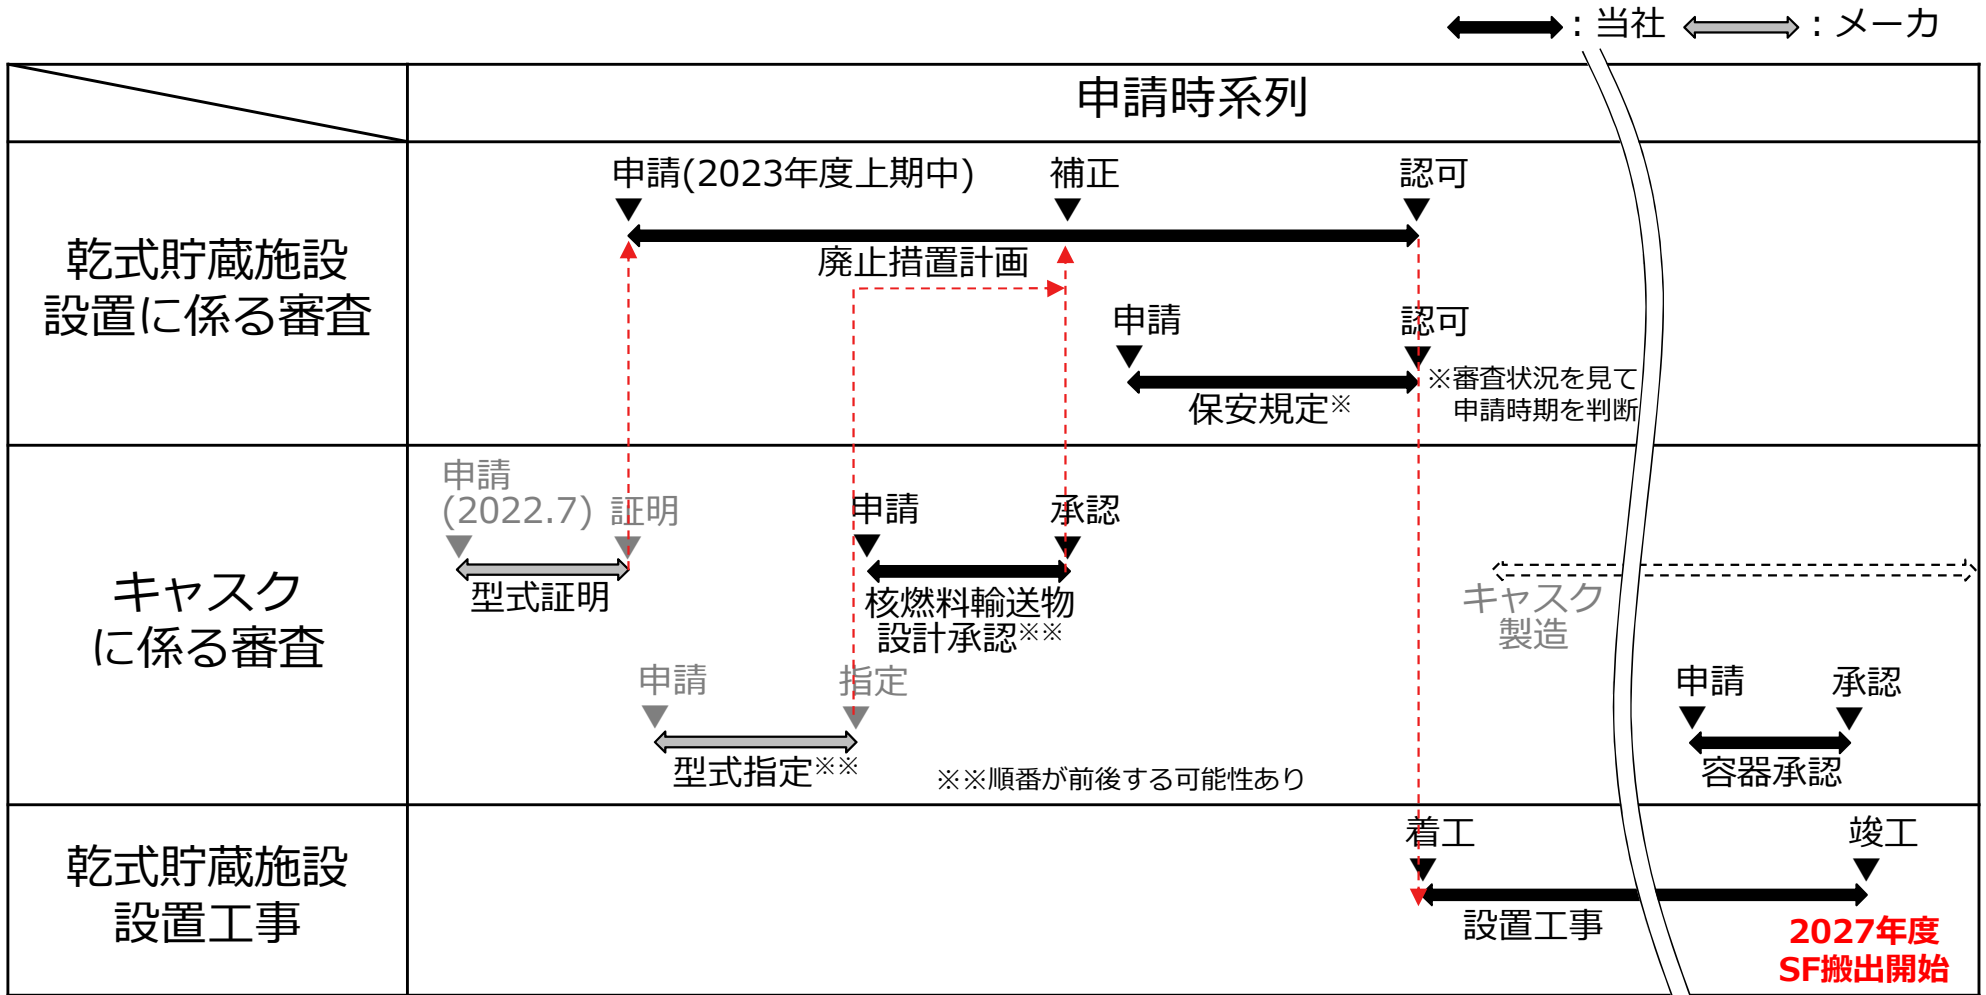 ：当社 ：メーカ
申請時系列
乾式貯蔵施設
設置に係る審査
申請(2023年度上期中)
補正
認可
廃止措置計画
申請
認可
保安規定※
※審査状況を見て
申請時期を判断
キャスク
に係る審査
申請
(2022.7)
証明
型式証明
申請
承認
核燃料輸送物
設計承認※※
申請
指定
型式指定※※
※※順番が前後する可能性あり
キャスク
製造
申請
承認
容器承認
乾式貯蔵施設
設置工事
着工
竣工
設置工事
2027年度
SF搬出開始